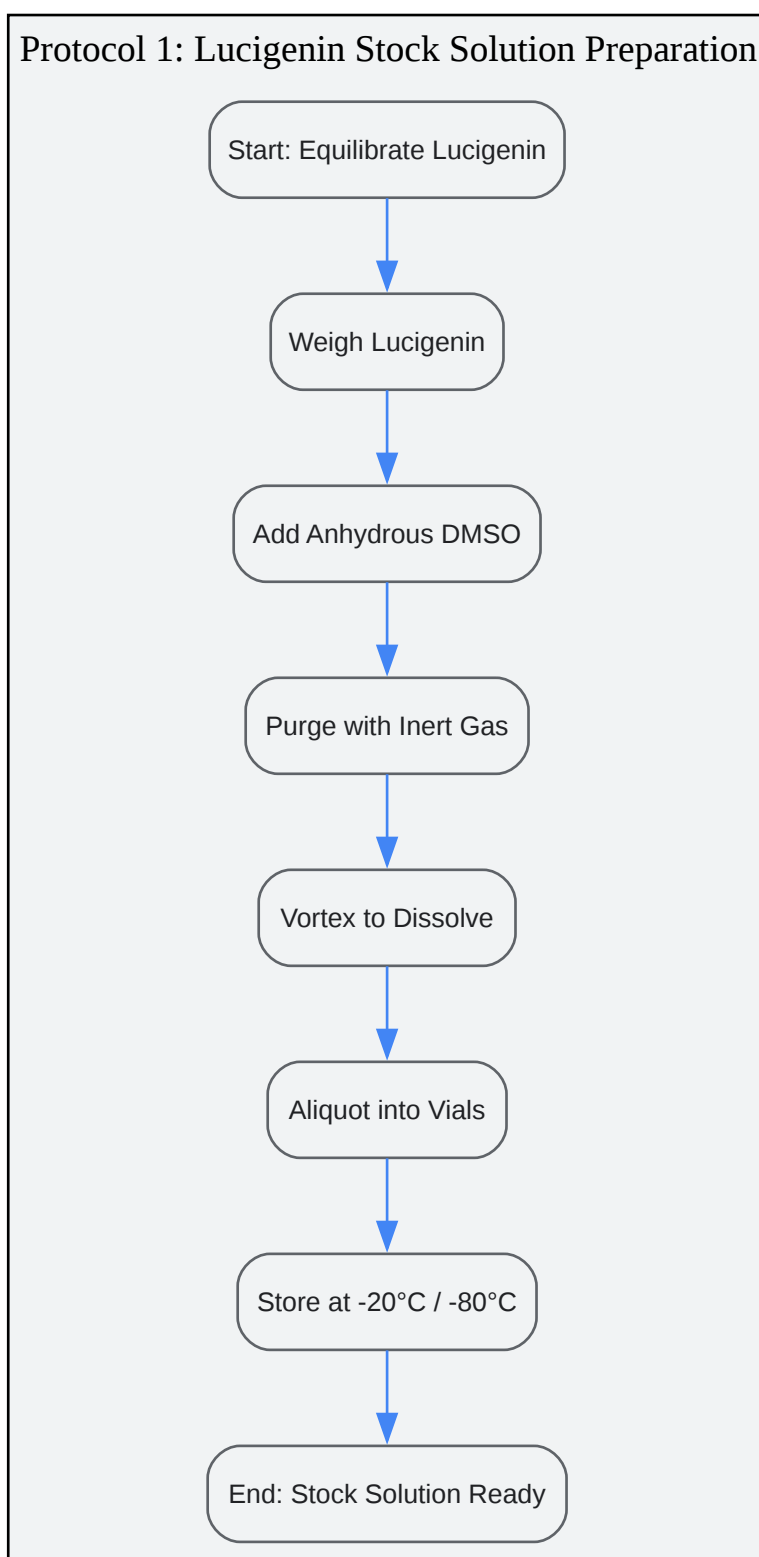 Protocol 1: Lucigenin Stock Solution Preparation
Start: Equilibrate Lucigenin
Weigh Lucigenin
Add Anhydrous DMSO
Purge with Inert Gas
Vortex to Dissolve
Aliquot into Vials
Store at -20°C / -80°C
End: Stock Solution Ready